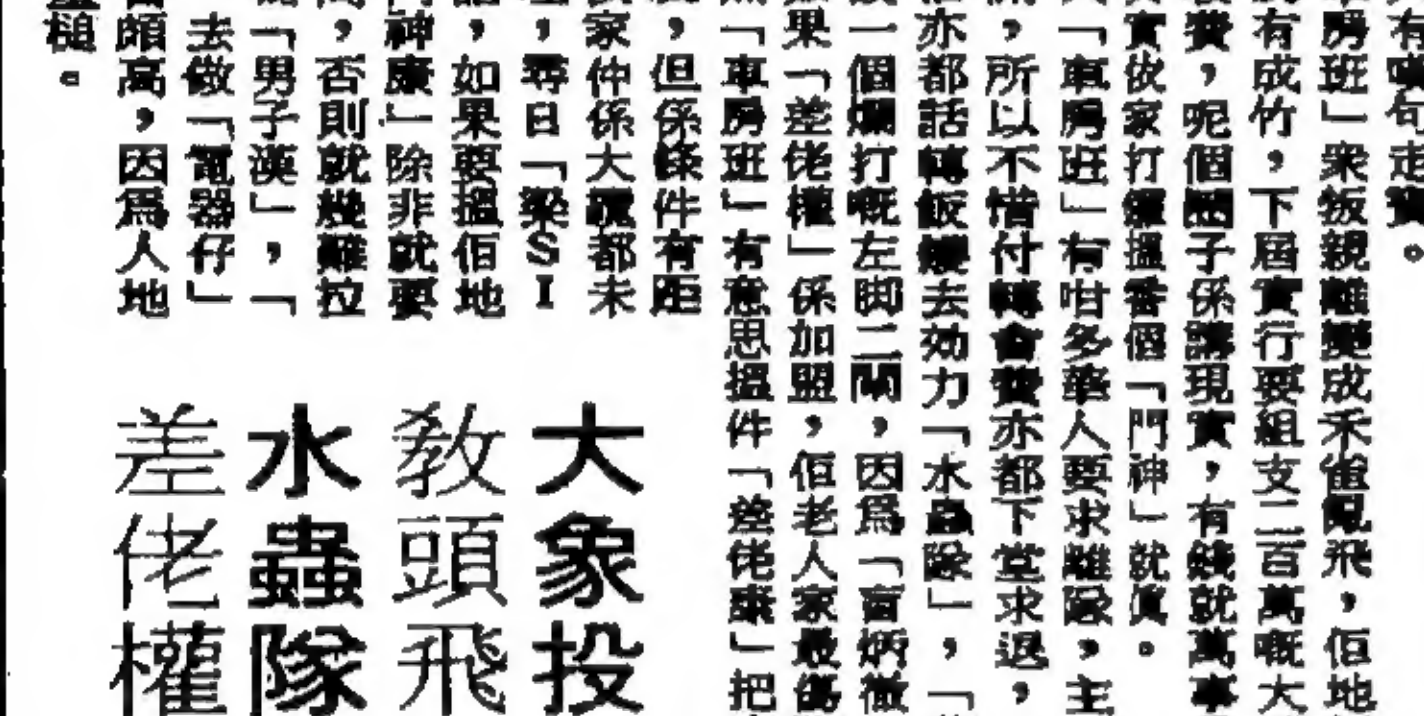 有嘥句走寶。
房班」衆叛親離變成禾雀亂飛，佢地
有成竹，下屆實行要組支二百萬嘅大
費，呢個圈子係講現實，有錢就萬事
實依家打鑼搵番個「門神」就眞。
「車房班」有咁多華人要求離隊，主
，所以不惜付轉會費亦都下堂求退，
亦都話轉飯煲去効力「水蟲隊」，「
一個爛打嘅左脚二閘，因爲「盲炳徹
果「差佬權」係加盟，佢老人家最傷
「車房班」有意思搵件「差佬康」把
，但係條件有距
家仲係大纜都未
，尋日「梁SI
，如果要搵佢地
神康」除非就要
，否則就幾難拉
「男子漢」，「
去做「電器仔」
頗高，因爲人地
槌。
大象投
敎頭飛
水蟲隊
差佬權